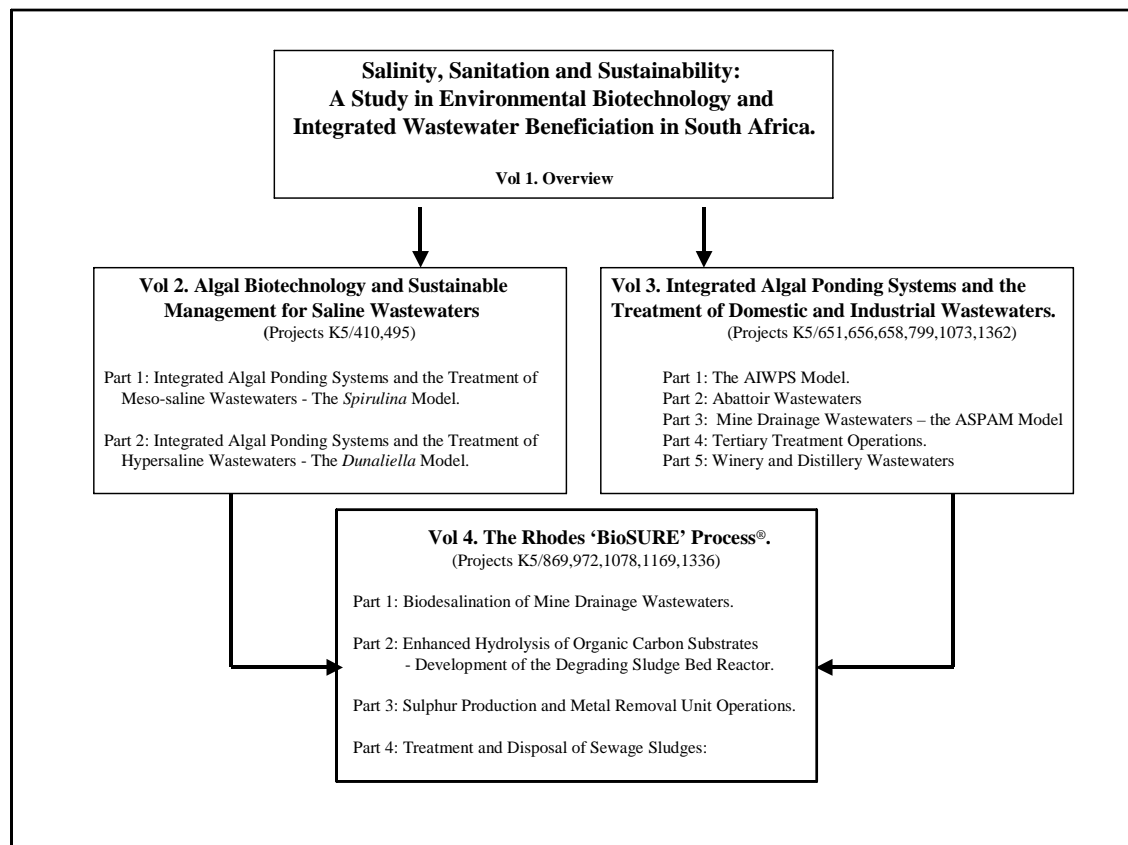 Salinity, Sanitation and Sustainability:
A Study in Environmental Biotechnology and
Integrated Wastewater Beneficiation in South Africa.
Vol 1. Overview
Vol 2. Algal Biotechnology and Sustainable
Management for Saline Wastewaters
(Projects K5/410,495)
Part 1: Integrated Algal Ponding Systems and the Treatment of
Meso-saline Wastewaters - The Spirulina Model.
Part 2: Integrated Algal Ponding Systems and the Treatment of
Hypersaline Wastewaters - The Dunaliella Model.
Vol 3. Integrated Algal Ponding Systems and the
Treatment of Domestic and Industrial Wastewaters.
(Projects K5/651,656,658,799,1073,1362)
Part 1: The AIWPS Model.
Part 2: Abattoir Wastewaters
Part 3: Mine Drainage Wastewaters – the ASPAM Model
Part 4: Tertiary Treatment Operations.
Part 5: Winery and Distillery Wastewaters
Vol 4. The Rhodes ‘BioSURE’ Process®.
(Projects K5/869,972,1078,1169,1336)
Part 1: Biodesalination of Mine Drainage Wastewaters.
Part 2: Enhanced Hydrolysis of Organic Carbon Substrates
- Development of the Degrading Sludge Bed Reactor.
Part 3: Sulphur Production and Metal Removal Unit Operations.
Part 4: Treatment and Disposal of Sewage Sludges: